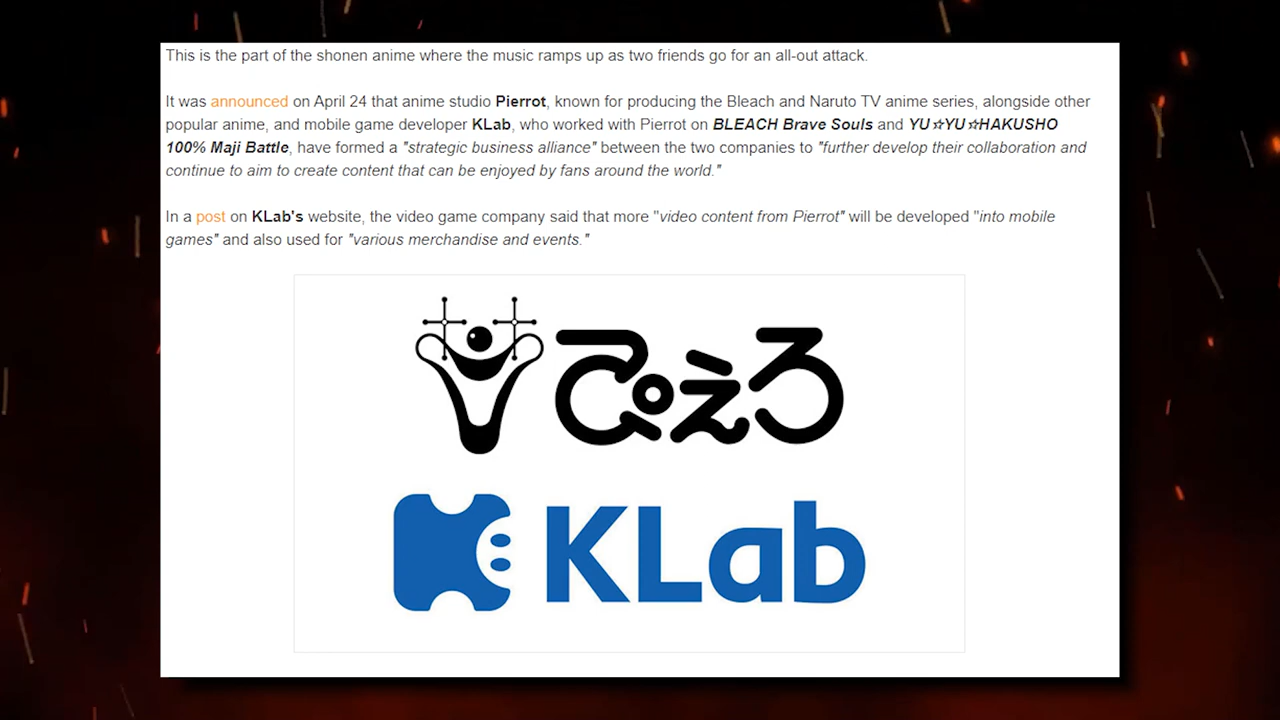 This is the part of the shonen anime where the music ramps up as two friends go for an all-out attack.
It was announced on April 24 that anime studio Pierrot, known for producing the Bleach and Naruto TV anime series, alongside other
popular anime, and mobile game developer KLab, who worked with Pierrot on BLEACH Brave Souls and YU☆YU☆HAKUSHO
100% Maji Battle, have formed a "strategic business alliance" between the two companies to "further develop their collaboration and
continue to aim to create content that can be enjoyed by fans around the world."
In a post on KLab's website, the video game company said that more "video content from Pierrot" will be developed "into mobile
games" and also used for "various merchandise and events."
ぴえろ
KLab